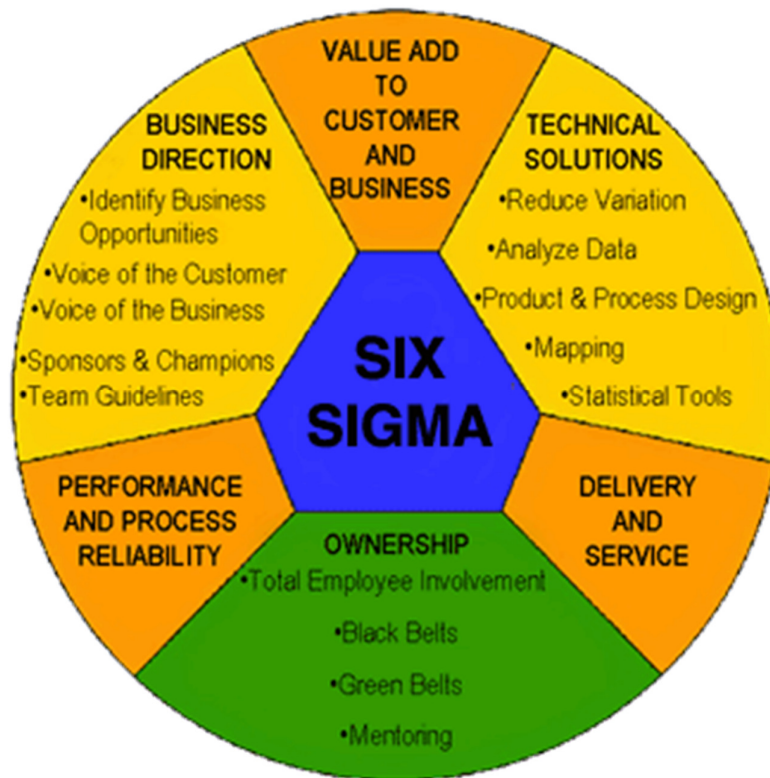 VALUE ADD
TO
CUSTOMER
AND
BUSINESS
BUSINESS
DIRECTION
•Identify Business
Opportunities
•Voice of the Customer
•Voice of the Business
•Sponsors & Champions
•Team Guidelines
TECHNICAL
SOLUTIONS
•Reduce Variation
•Analyze Data
•Product & Process Design
•Mapping
•Statistical Tools
SIX
SIGMA
PERFORMANCE
AND PROCESS
RELIABILITY
DELIVERY
AND
SERVICE
OWNERSHIP
•Total Employee Involvement
•Black Belts
•Green Belts
•Mentoring